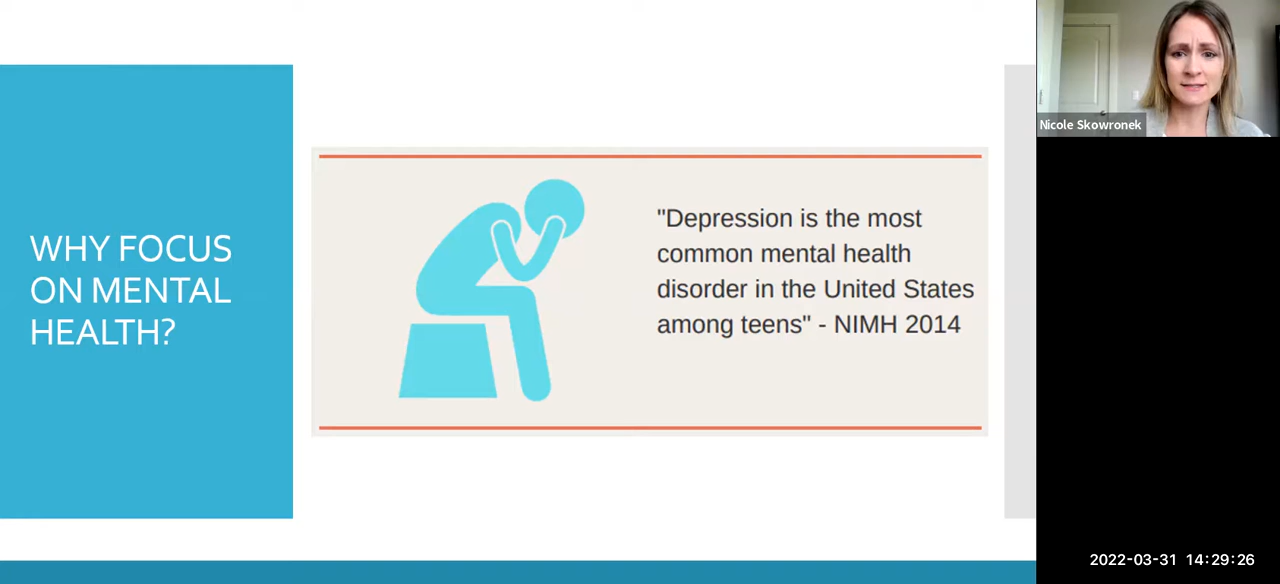 WHY FOCUS
ON MENTAL
HEALTH?
"Depression is the most
common mental health
disorder in the United States
among teens" - NIMH 2014
Nicole Skowronek
2022-03-31 14:29:26